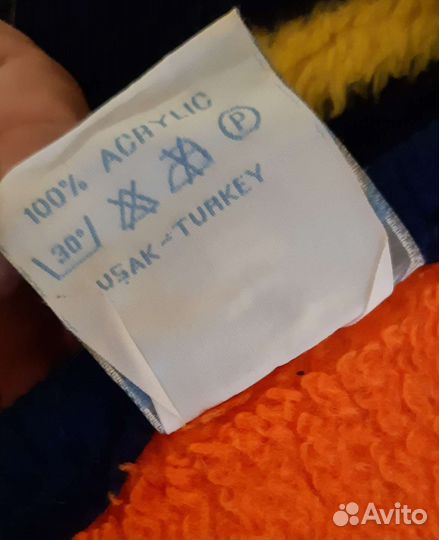 100% ACRYLIC
30° P
UŞAK-TURKEY
Avito